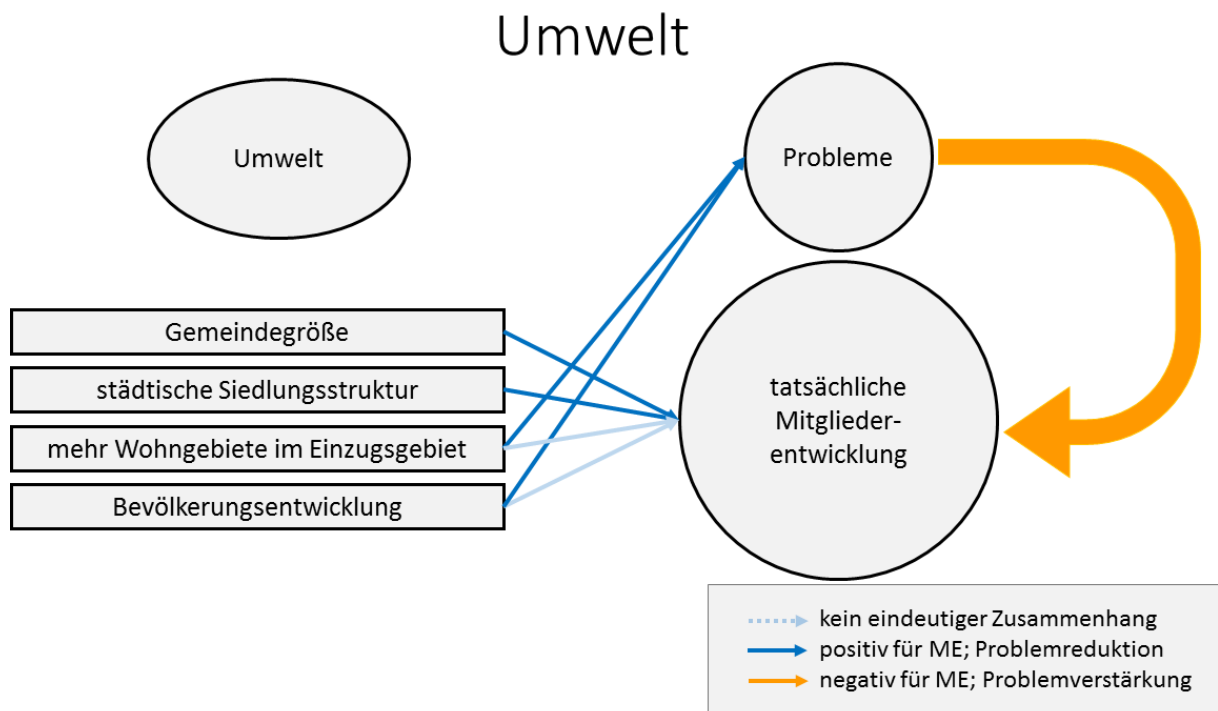 Umwelt
Umwelt
Probleme
Gemeindegröße
städtische Siedlungsstruktur
mehr Wohngebiete im Einzugsgebiet
Bevölkerungsentwicklung
tatsächliche
Mitglieder-
entwicklung
kein eindeutiger Zusammenhang
positiv für ME; Problemreduktion
negativ für ME; Problemverstärkung